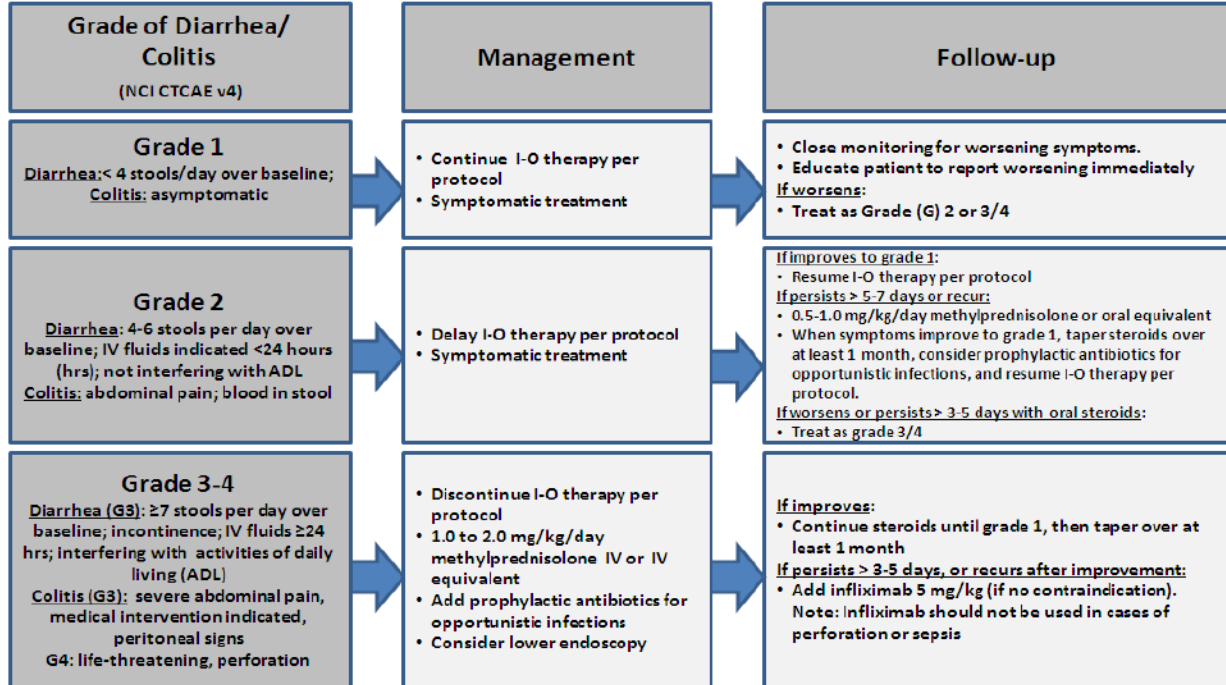 Grade of Diarrhea/
Colitis
(NCI CTCAE v4)
Management
Follow-up
Grade 1
Diarrhea:< 4 stools/day over baseline;
Colitis: asymptomatic
• Continue I-O therapy per
protocol
• Symptomatic treatment
• Close monitoring for worsening symptoms.
• Educate patient to report worsening immediately
If worsens:
• Treat as Grade (G) 2 or 3/4
Grade 2
Diarrhea: 4-6 stools per day over
baseline; IV fluids indicated <24 hours
(hrs); not interfering with ADL
Colitis: abdominal pain; blood in stool
• Delay I-O therapy per protocol
• Symptomatic treatment
If improves to grade 1:
• Resume I-O therapy per protocol
If persists > 5-7 days or recur:
• 0.5-1.0 mg/kg/day methylprednisolone or oral equivalent
• When symptoms improve to grade 1, taper steroids over
at least 1 month, consider prophylactic antibiotics for
opportunistic infections, and resume I-O therapy per
protocol.
If worsens or persists > 3-5 days with oral steroids:
• Treat as grade 3/4
Grade 3-4
Diarrhea (G3): ≥7 stools per day over
baseline; incontinence; IV fluids ≥24
hrs; interfering with activities of daily
living (ADL)
Colitis (G3): severe abdominal pain,
medical intervention indicated,
peritoneal signs
G4: life-threatening, perforation
• Discontinue I-O therapy per
protocol
• 1.0 to 2.0 mg/kg/day
methylprednisolone IV or IV
equivalent
• Add prophylactic antibiotics for
opportunistic infections
• Consider lower endoscopy
If improves:
• Continue steroids until grade 1, then taper over at
least 1 month
If persists > 3-5 days, or recurs after improvement:
• Add infliximab 5 mg/kg (if no contraindication).
Note: Infliximab should not be used in cases of
perforation or sepsis